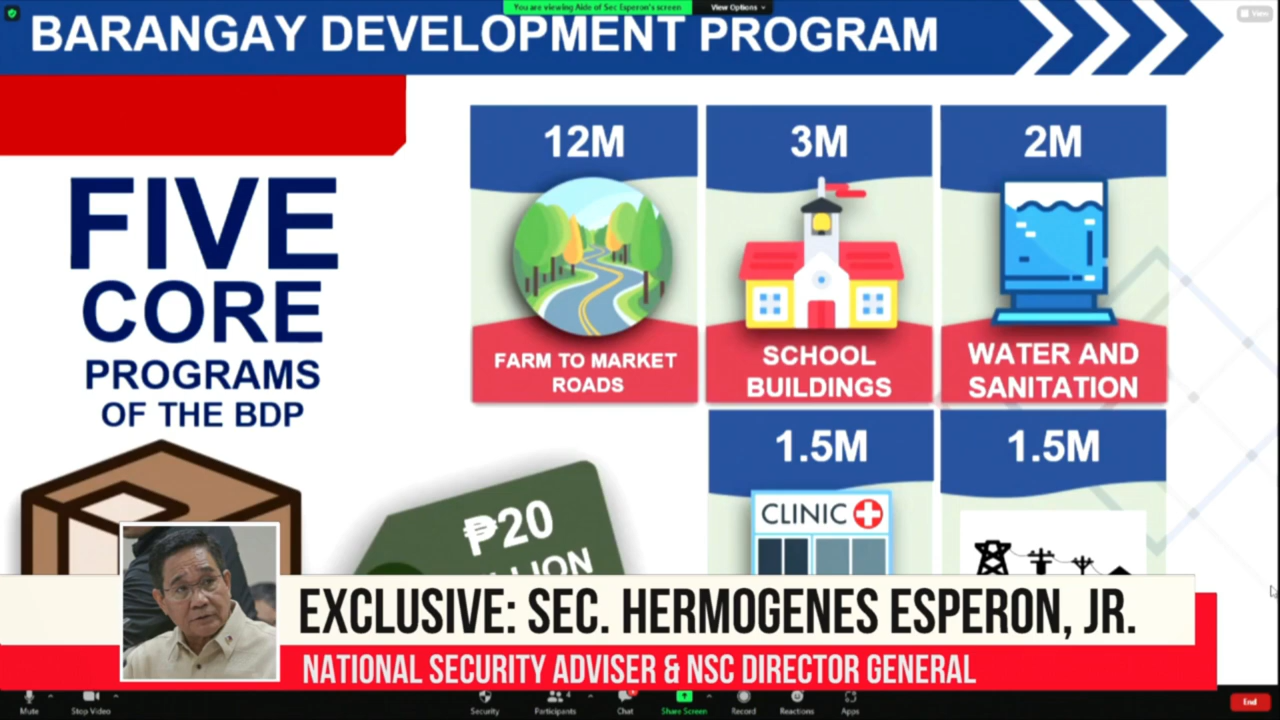 You are viewing Aide of Sec Esperon's screen
View Options
View
BARANGAY DEVELOPMENT PROGRAM
FIVE
CORE
PROGRAMS
OF THE BDP
12M
FARM TO MARKET
ROADS
3M
SCHOOL
BUILDINGS
2M
WATER AND
SANITATION
1.5M
CLINIC
1.5M
₱20
EXCLUSIVE: SEC. HERMOGENES ESPERON, JR.
NATIONAL SECURITY ADVISER & NSC DIRECTOR GENERAL
Mute
Stop Video
Security
Participants
4
Chat
Share Screen
Record
Reactions
Apps
End